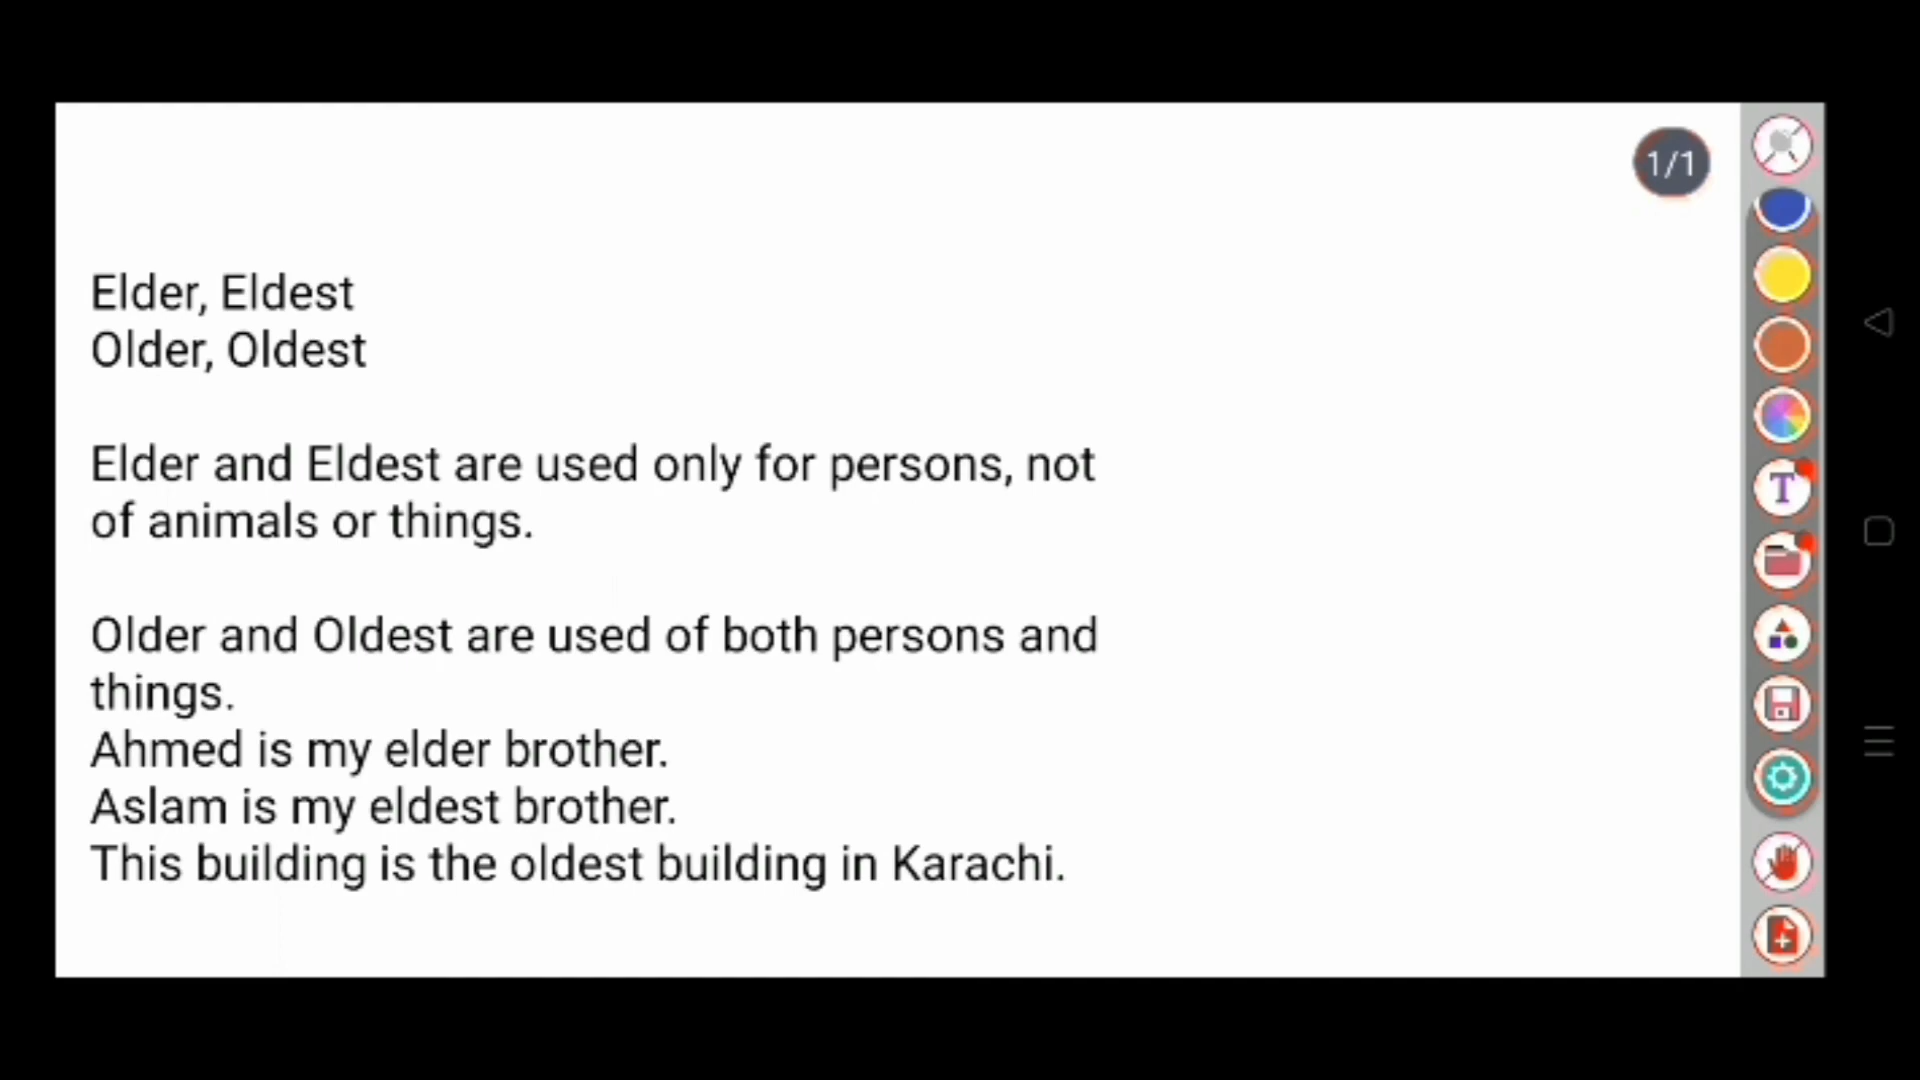 1/1
Elder, Eldest
Older, Oldest
Elder and Eldest are used only for persons, not
of animals or things.
Older and Oldest are used of both persons and
things.
Ahmed is my elder brother.
Aslam is my eldest brother.
This building is the oldest building in Karachi.
T